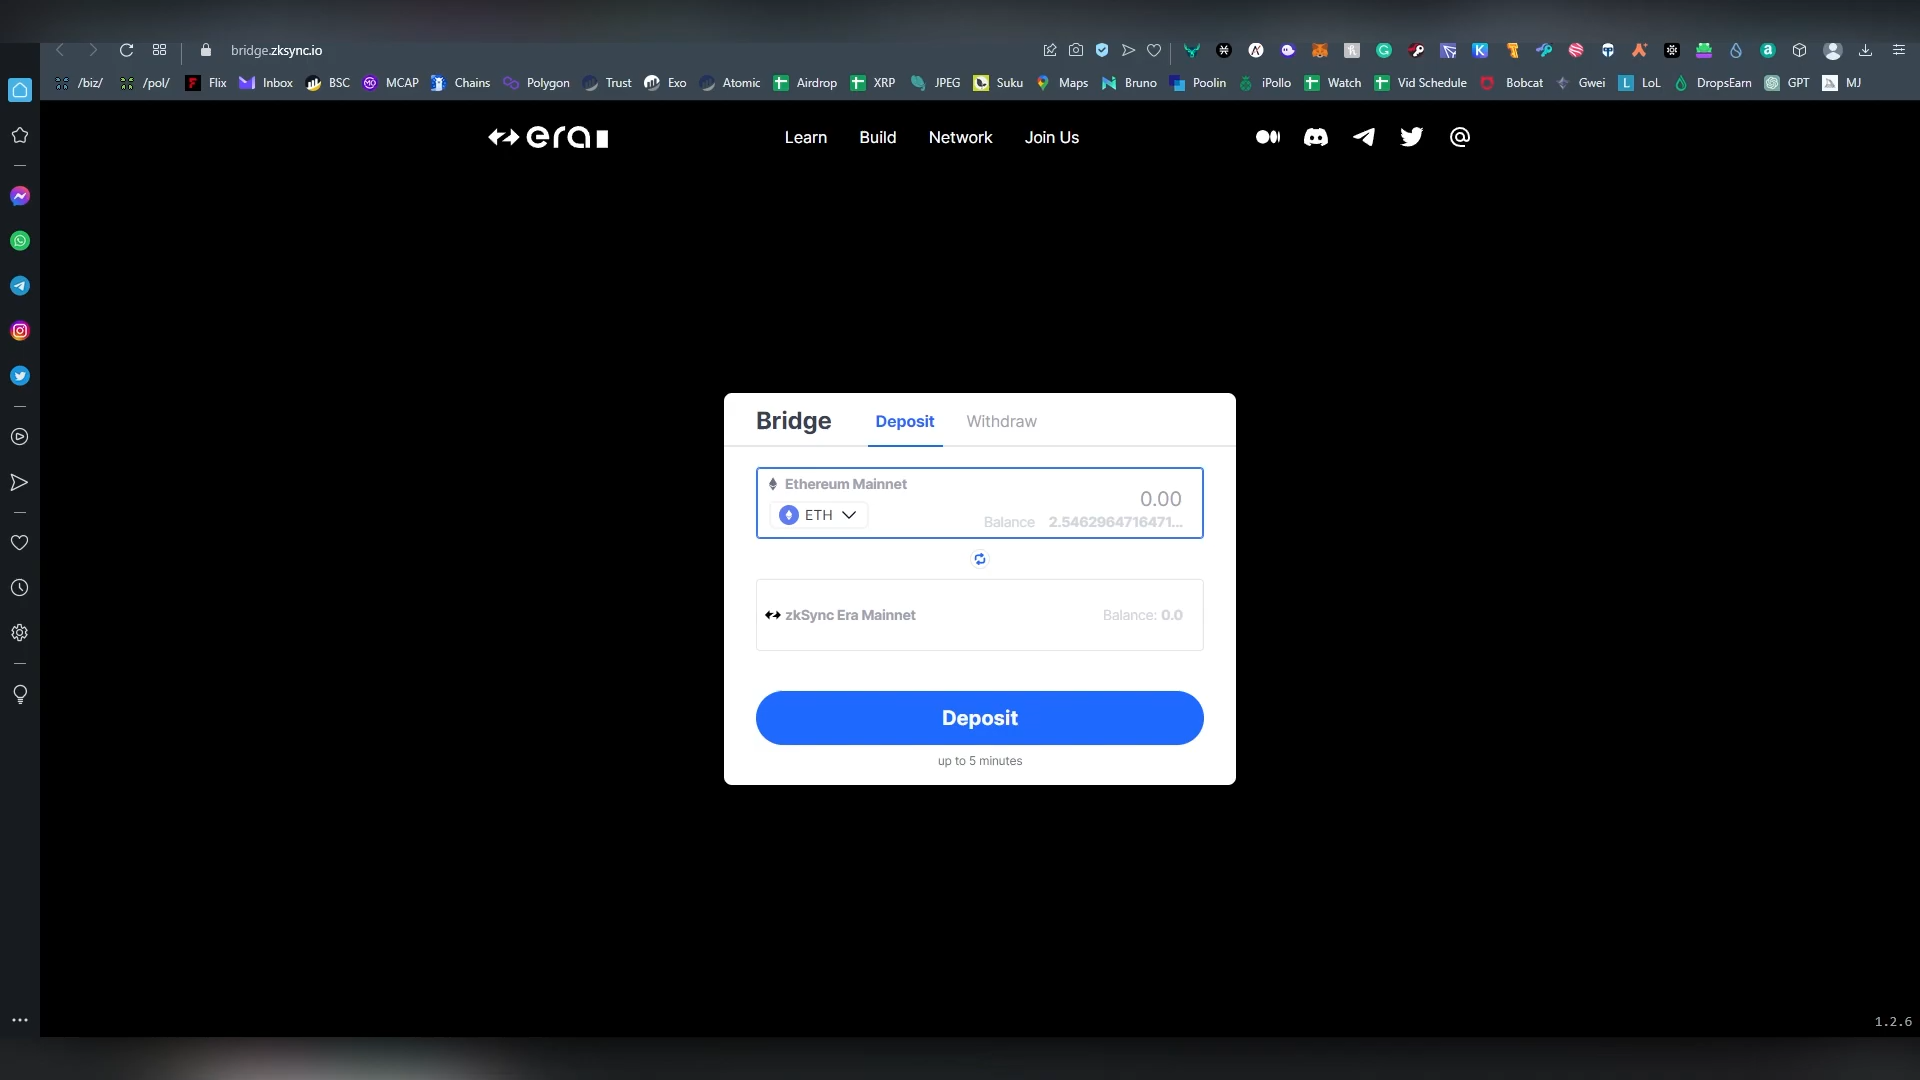 bridge.zksync.io
/biz/ /pol/ Flix Inbox BSC MCAP Chains Polygon Trust Exo Atomic Airdrop XRP JPEG Suku Maps Bruno Poolin iPollo Watch Vid Schedule Bobcat Gwei LoL DropsEarn GPT MJ
era Learn Build Network Join Us
Bridge Deposit Withdraw
Ethereum Mainnet
0.00
ETH
Balance 2.5462964716471...
zkSync Era Mainnet Balance: 0.0
Deposit
up to 5 minutes
1.2.6